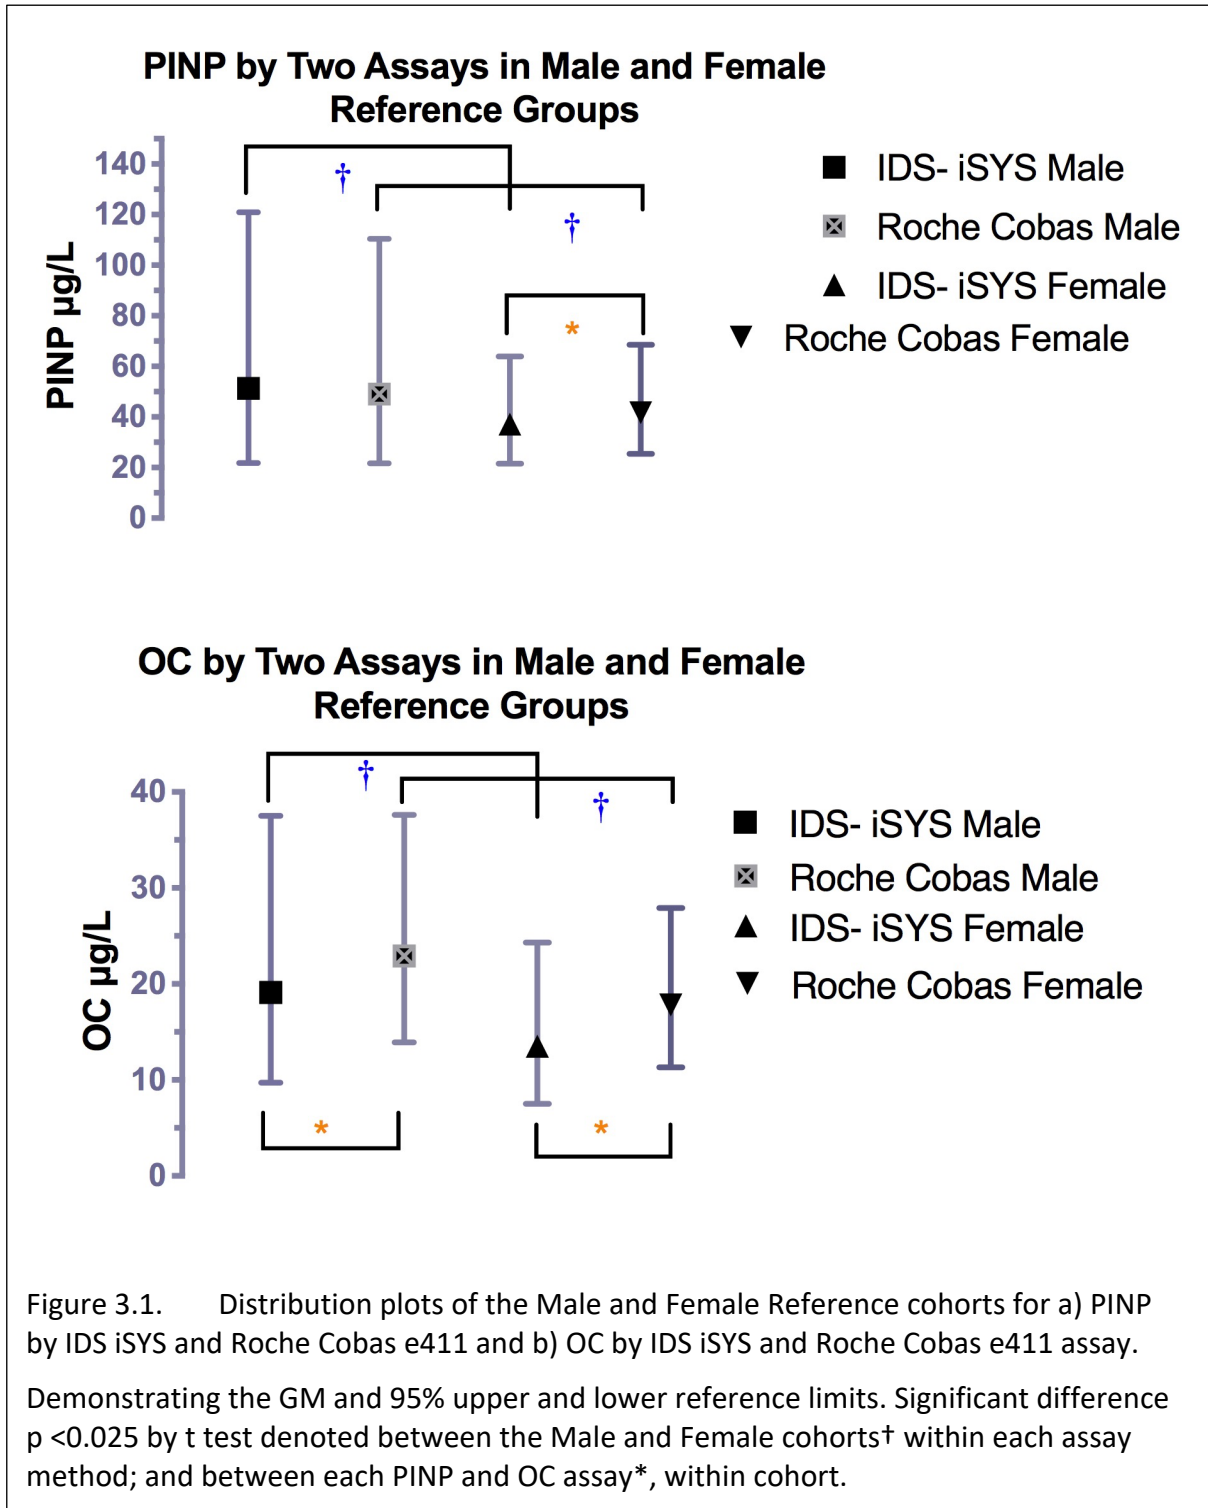 PINP by Two Assays in Male and Female
Reference Groups
PINP µg/L
140
120
100
80
60
40
20
0
†
†
*
IDS- iSYS Male
Roche Cobas Male
IDS- iSYS Female
Roche Cobas Female
OC by Two Assays in Male and Female
Reference Groups
OC µg/L
40
30
20
10
0
†
†
*
*
IDS- iSYS Male
Roche Cobas Male
IDS- iSYS Female
Roche Cobas Female
Figure 3.1. Distribution plots of the Male and Female Reference cohorts for a) PINP
by IDS iSYS and Roche Cobas e411 and b) OC by IDS iSYS and Roche Cobas e411 assay.
Demonstrating the GM and 95% upper and lower reference limits. Significant difference
p <0.025 by t test denoted between the Male and Female cohorts† within each assay
method; and between each PINP and OC assay*, within cohort.